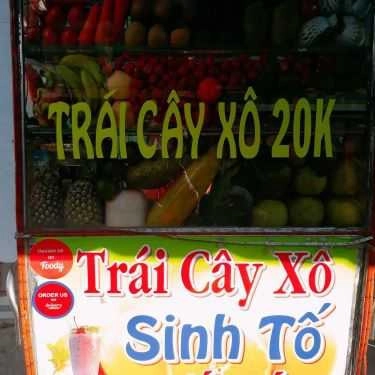 TRÁI CÂY XÔ 20K
Trái Cây Xô
Foody
ORDER US
Sinh Tố